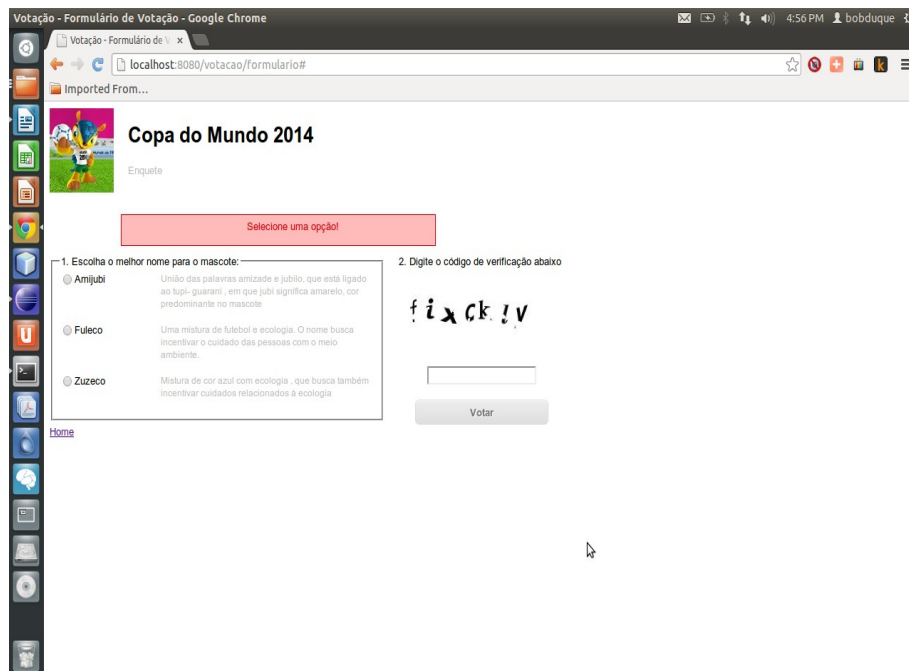 Votação - Formulário de Votação - Google Chrome
4:56 PM bobduque
Votação - Formulário de V
localhost:8080/votacao/formulario#
Imported From...
Copa do Mundo 2014
Enquete
Selecione uma opção!
1. Escolha o melhor nome para o mascote:
Amijubi
União das palavras amizade e jubilo, que está ligado
ao tupi- guarani , em que jubi significa amarelo, cor
predominante no mascote.
Fuleco
Uma mistura de futebol e ecologia. O nome busca
incentivar o cuidado das pessoas com o meio
ambiente.
Zuzeco
Mistura de cor azul com ecologia , que busca também
incentivar cuidados relacionados à ecologia
Home
2. Digite o código de verificação abaixo
Votar